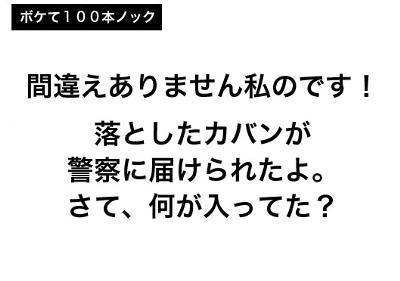 ボケて１００本ノック
間違えありません私のです！
落としたカバンが
警察に届けられたよ。
さて、何が入ってた？